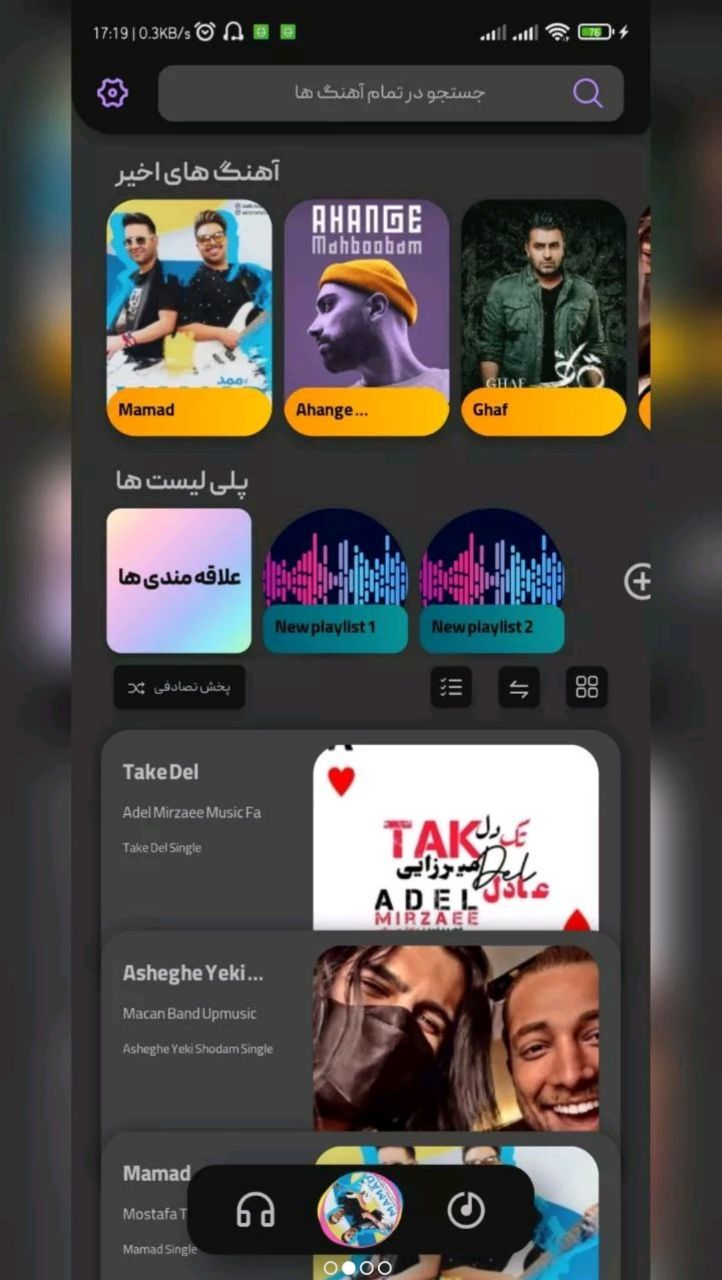 17:19 | 0.3KB/s
76
جستجو در تمام آهنگ ها
آهنگ های اخیر
AHANGE
Mahboobam
GHAF
ممد
Mamad
Ahange...
Ghaf
پلی لیست ها
علاقه مندی ها
New playlist 1
New playlist 2
پخش تصادفی
Take Del
Adel Mirzaee Music Fa
Take Del Single
تک دل
TAK Del
عادل میرزایی
ADEL
MIRZAEE
Asheghe Yeki ...
Macan Band Upmusic
Asheghe Yeki Shodam Single
Mamad
Mostafa T
Mamad Single
MAMAD